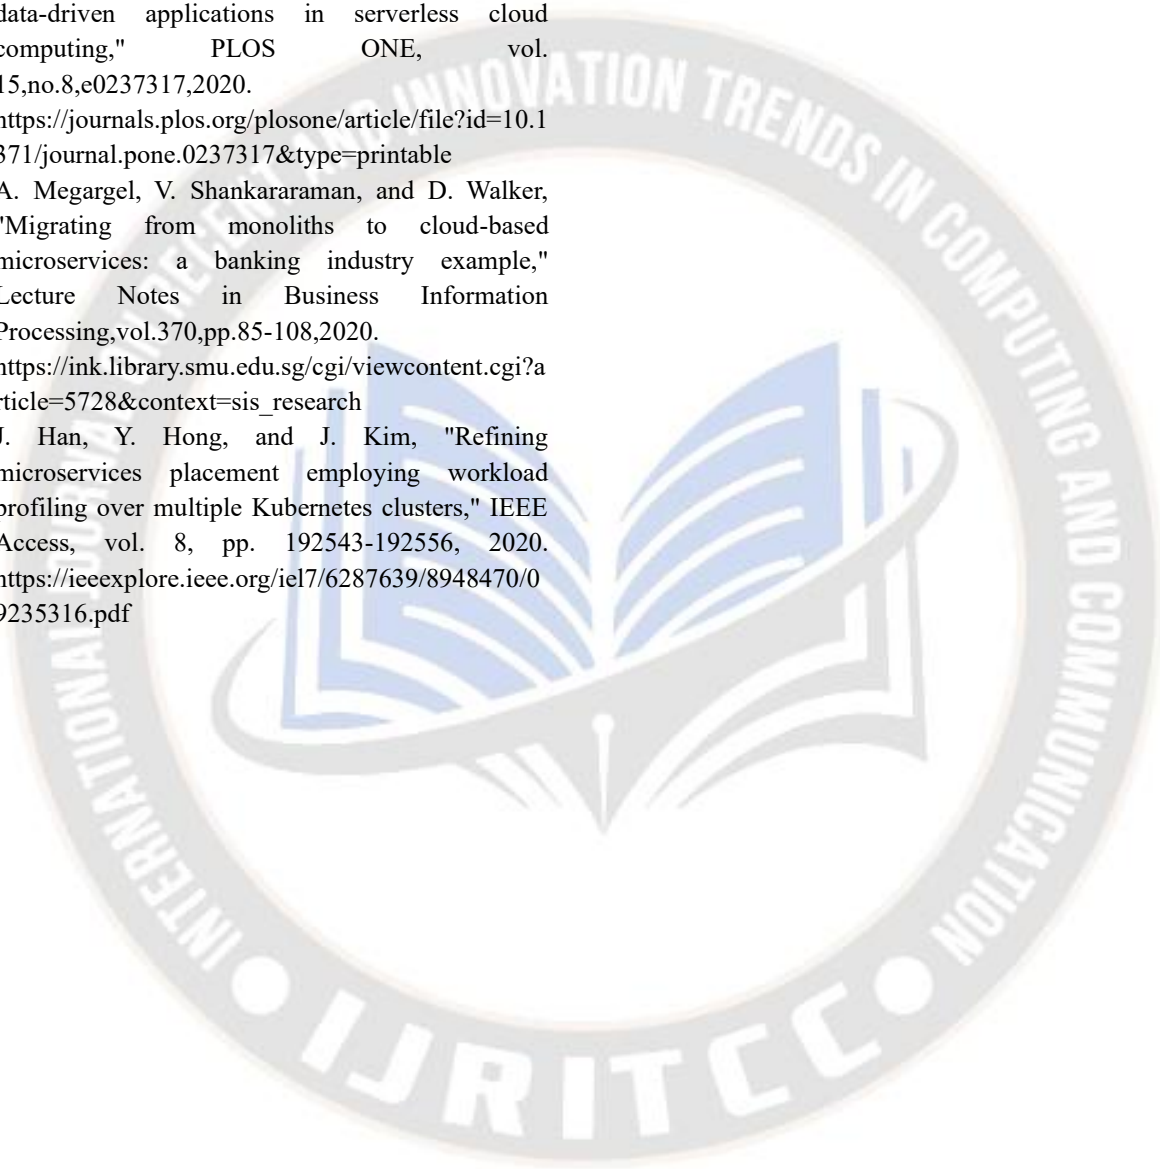 data-driven applications in serverless cloud
computing," PLOS ONE, vol.
15,no.8,e0237317,2020.
https://journals.plos.org/plosone/article/file?id=10.1
371/journal.pone.0237317&type=printable
A. Megargel, V. Shankararaman, and D. Walker,
"Migrating from monoliths to cloud-based
microservices: a banking industry example,"
Lecture Notes in Business Information
Processing,vol.370,pp.85-108,2020.
https://ink.library.smu.edu.sg/cgi/viewcontent.cgi?a
rticle=5728&context=sis_research
J. Han, Y. Hong, and J. Kim, "Refining
microservices placement employing workload
profiling over multiple Kubernetes clusters," IEEE
Access, vol. 8, pp. 192543-192556, 2020.
https://ieeexplore.ieee.org/iel7/6287639/8948470/0
9235316.pdf
INTERNATIONAL JOURNAL ON RECENT AND INNOVATION TRENDS IN COMPUTING AND COMMUNICATION
IJRITCC